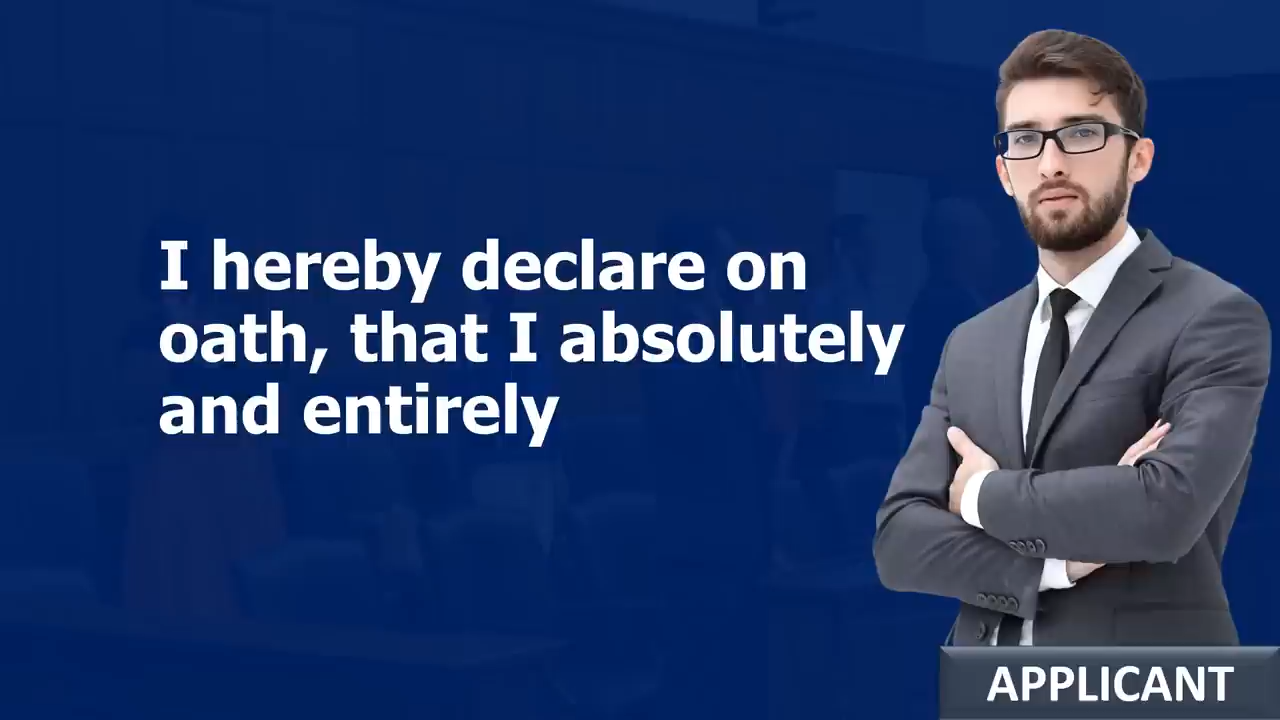 I hereby declare on
oath, that I absolutely
and entirely
APPLICANT